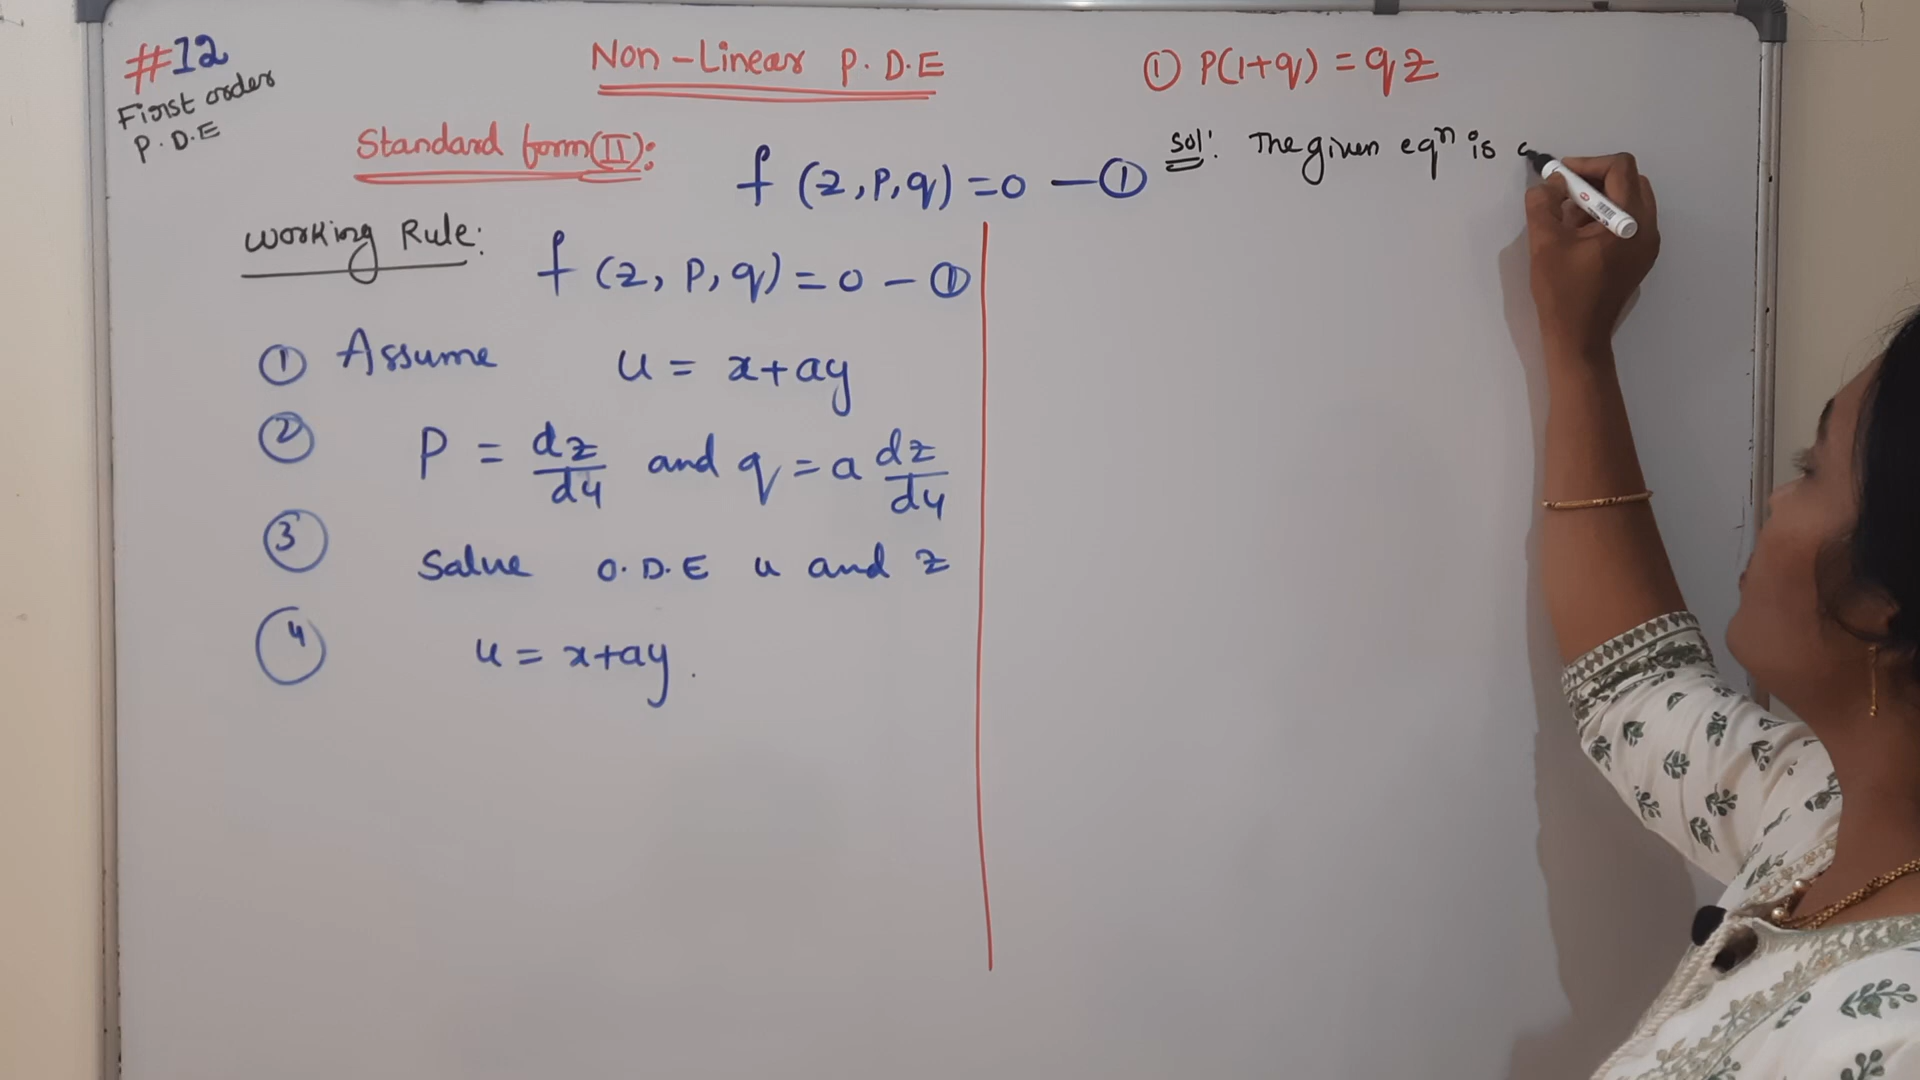 #12
First order
P.D.E
Non-Linear P.D.E
Standard form(II):
f (z,p,q) =0 —①
Working Rule:
f (z, p, q) = 0 - ①
① Assume u = x+ay
② P = dz/du and q = a dz/du
③ Solve O.D.E u and z
④ u = x+ay.
① P(1+q) = qz
Sol: The given eqⁿ is